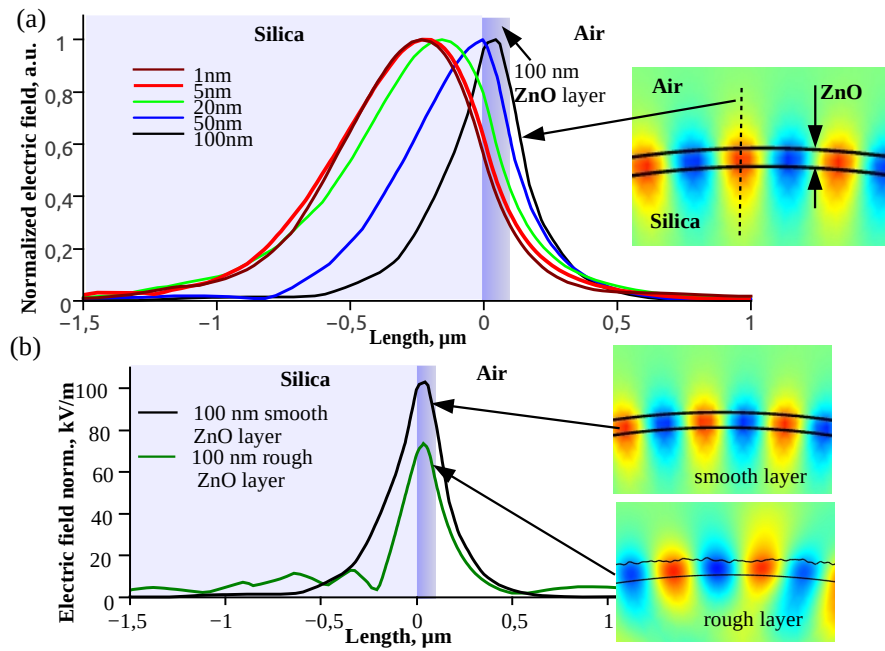 (a)
Silica
Air
Normalized electric field, a.u.
1
0,8
0,6
0,4
0,2
0
1nm
5nm
20nm
50nm
100nm
100 nm
ZnO layer
−1,5
−1
−0,5
0
0,5
1
Length, µm
Air
ZnO
Silica
(b)
Silica
Air
Electric field norm., kV/m
100
80
60
40
20
0
100 nm smooth
ZnO layer
100 nm rough
ZnO layer
−1,5
−1
−0,5
0
0,5
1
Length, µm
smooth layer
rough layer